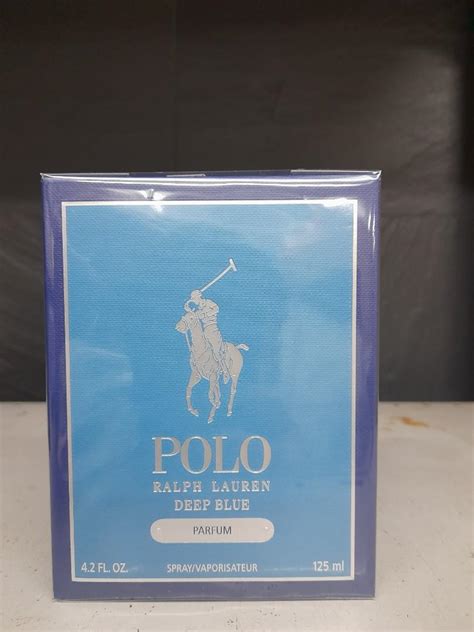 POLO
RALPH LAUREN
DEEP BLUE
PARFUM
4.2 FL. OZ. SPRAY/VAPORISATEUR 125 ml